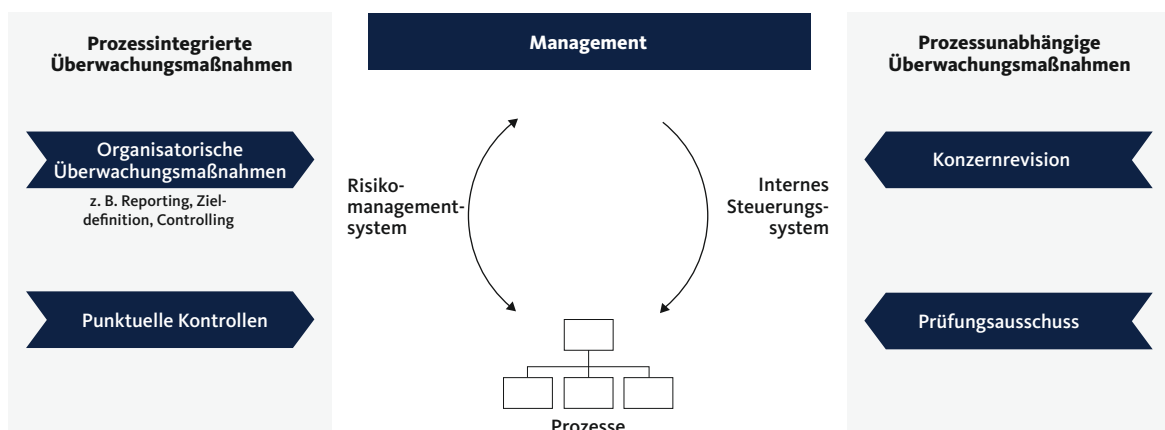 Prozessintegrierte
Überwachungsmaßnahmen
Organisatorische
Überwachungsmaßnahmen
z. B. Reporting, Ziel-
definition, Controlling
Punktuelle Kontrollen
Management
Risiko-
management-
system
Internes
Steuerungs-
system
Prozesse
Prozessunabhängige
Überwachungsmaßnahmen
Konzernrevision
Prüfungsausschuss